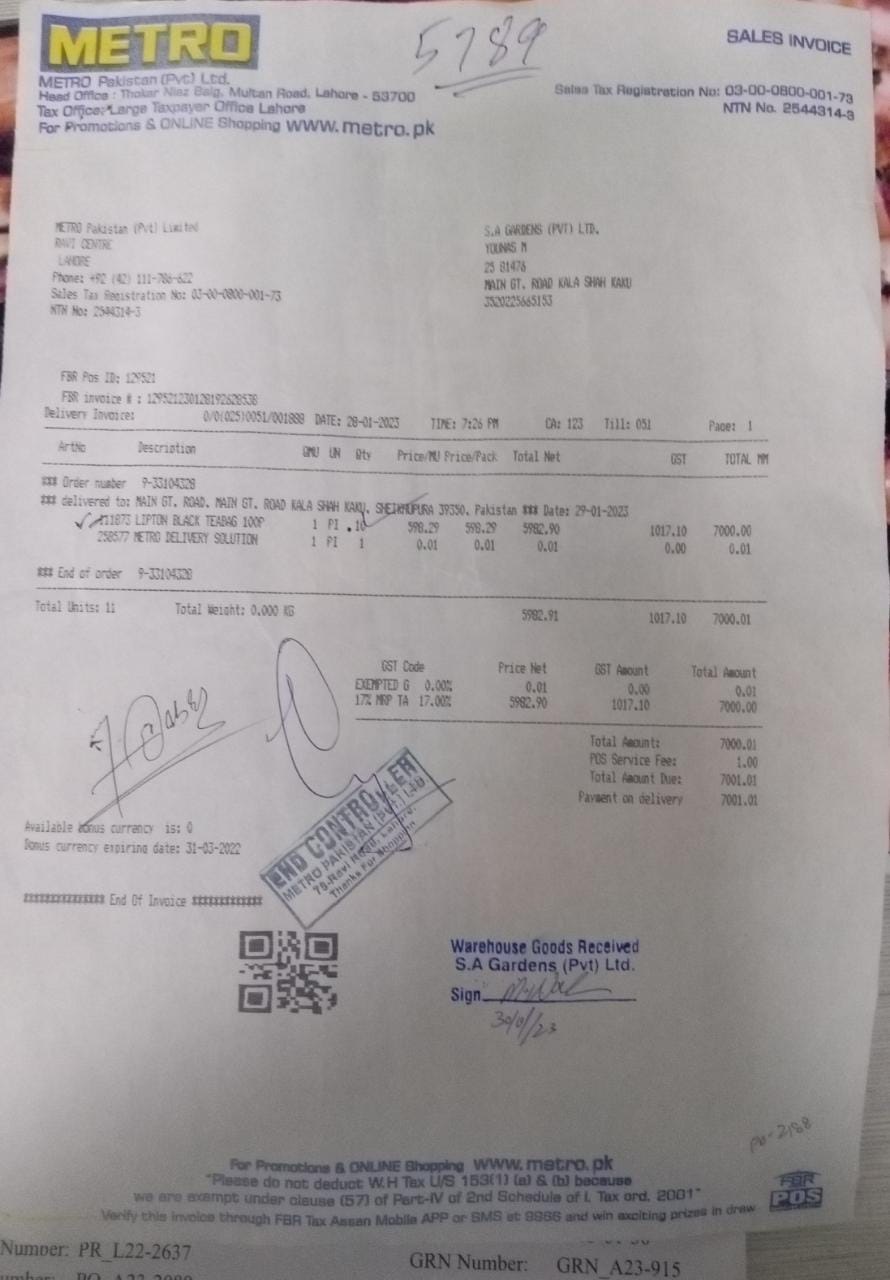 METRO
5789
SALES INVOICE
METRO Pakistan (Pvt) Ltd.
Head Office : Thokar Niaz Baig, Multan Road, Lahore - 53700
Tax Office: Large Taxpayer Office Lahore
For Promotions & ONLINE Shopping WWW.metro.pk
Sales Tax Registration No: 03-00-0800-001-73
NTN No. 2544314-3
METRO Pakistan (Pvt) Limited
RAVI CENTRE
LAHORE
Phone: +92 (42) 111-786-622
Sales Tax Registration No: 03-00-0800-001-73
NTN No: 2544314-3
S.A GARDENS (PVT) LTD.
YOUNAS M
25 81476
MAIN GT. ROAD KALA SHAH KAKU
3520225665153
FBR Pos ID: 129521
FBR invoice # : 129521230128192628538
Delivery Invoice: 0/0(025)0051/001888 DATE: 28-01-2023 TIME: 7:26 PM CA: 123 Till: 051 Page: 1
ArtNo Description QMU UN Qty Price/MU Price/Pack Total Net GST TOTAL MM
*** Order number 9-33104328
*** delivered to: MAIN GT. ROAD, MAIN GT. ROAD KALA SHAH KAKU, SHEIKHUPURA 39350, Pakistan *** Date: 29-01-2023
LIPTON BLACK TEABAG 100P 1 PI 10 598.29 598.29 5982.90 1017.10 7000.00
258577 METRO DELIVERY SOLUTION 1 PI 1 0.01 0.01 0.01 0.00 0.01
*** End of order 9-33104328
Total Units: 11 Total Weight: 0.000 KG 5982.91 1017.10 7000.01
GST Code Price Net GST Amount Total Amount
EXEMPTED G 0.00% 0.01 0.00 0.01
17% MRP TA 17.00% 5982.90 1017.10 7000.00
Total Amount: 7000.01
POS Service Fee: 1.00
Total Amount Due: 7001.01
Payment on delivery 7001.01
END CONTROLLER
METRO PAKISTAN (Pvt.) Ltd.
Ravi Road, Lahore.
Thanks For Shopping
Available bonus currency is: 0
Bonus currency expiring date: 31-03-2022
*************** End Of Invoice *************
Warehouse Goods Received
S.A Gardens (Pvt) Ltd.
Sign
PO-2188
For Promotions & ONLINE Shopping WWW.metro.pk
"Please do not deduct W.H Tax U/S 153(1) (a) & (b) because
we are exempt under clause (57) of Part-IV of 2nd Schedule of I. Tax ord. 2001"
Verify this invoice through FBR Tax Asaan Mobile APP or SMS at 9966 and win exciting prizes in draw
FBR
POS
Number: PR_L22-2637
GRN Number: GRN_A23-915